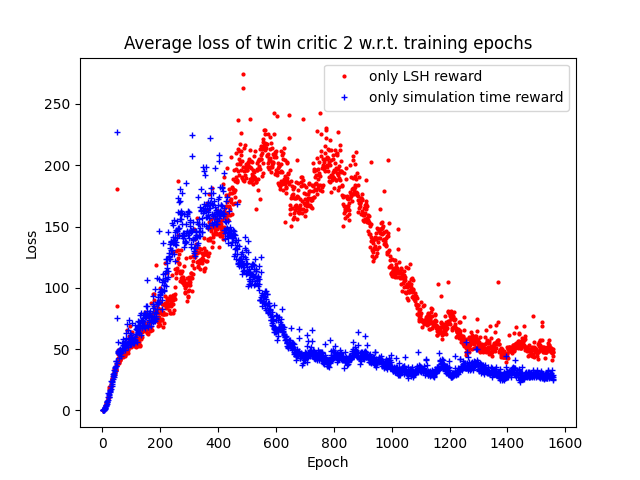 Average loss of twin critic 2 w.r.t. training epochs
only LSH reward
only simulation time reward
250
200
150
100
50
0
Loss
0 200 400 600 800 1000 1200 1400 1600
Epoch